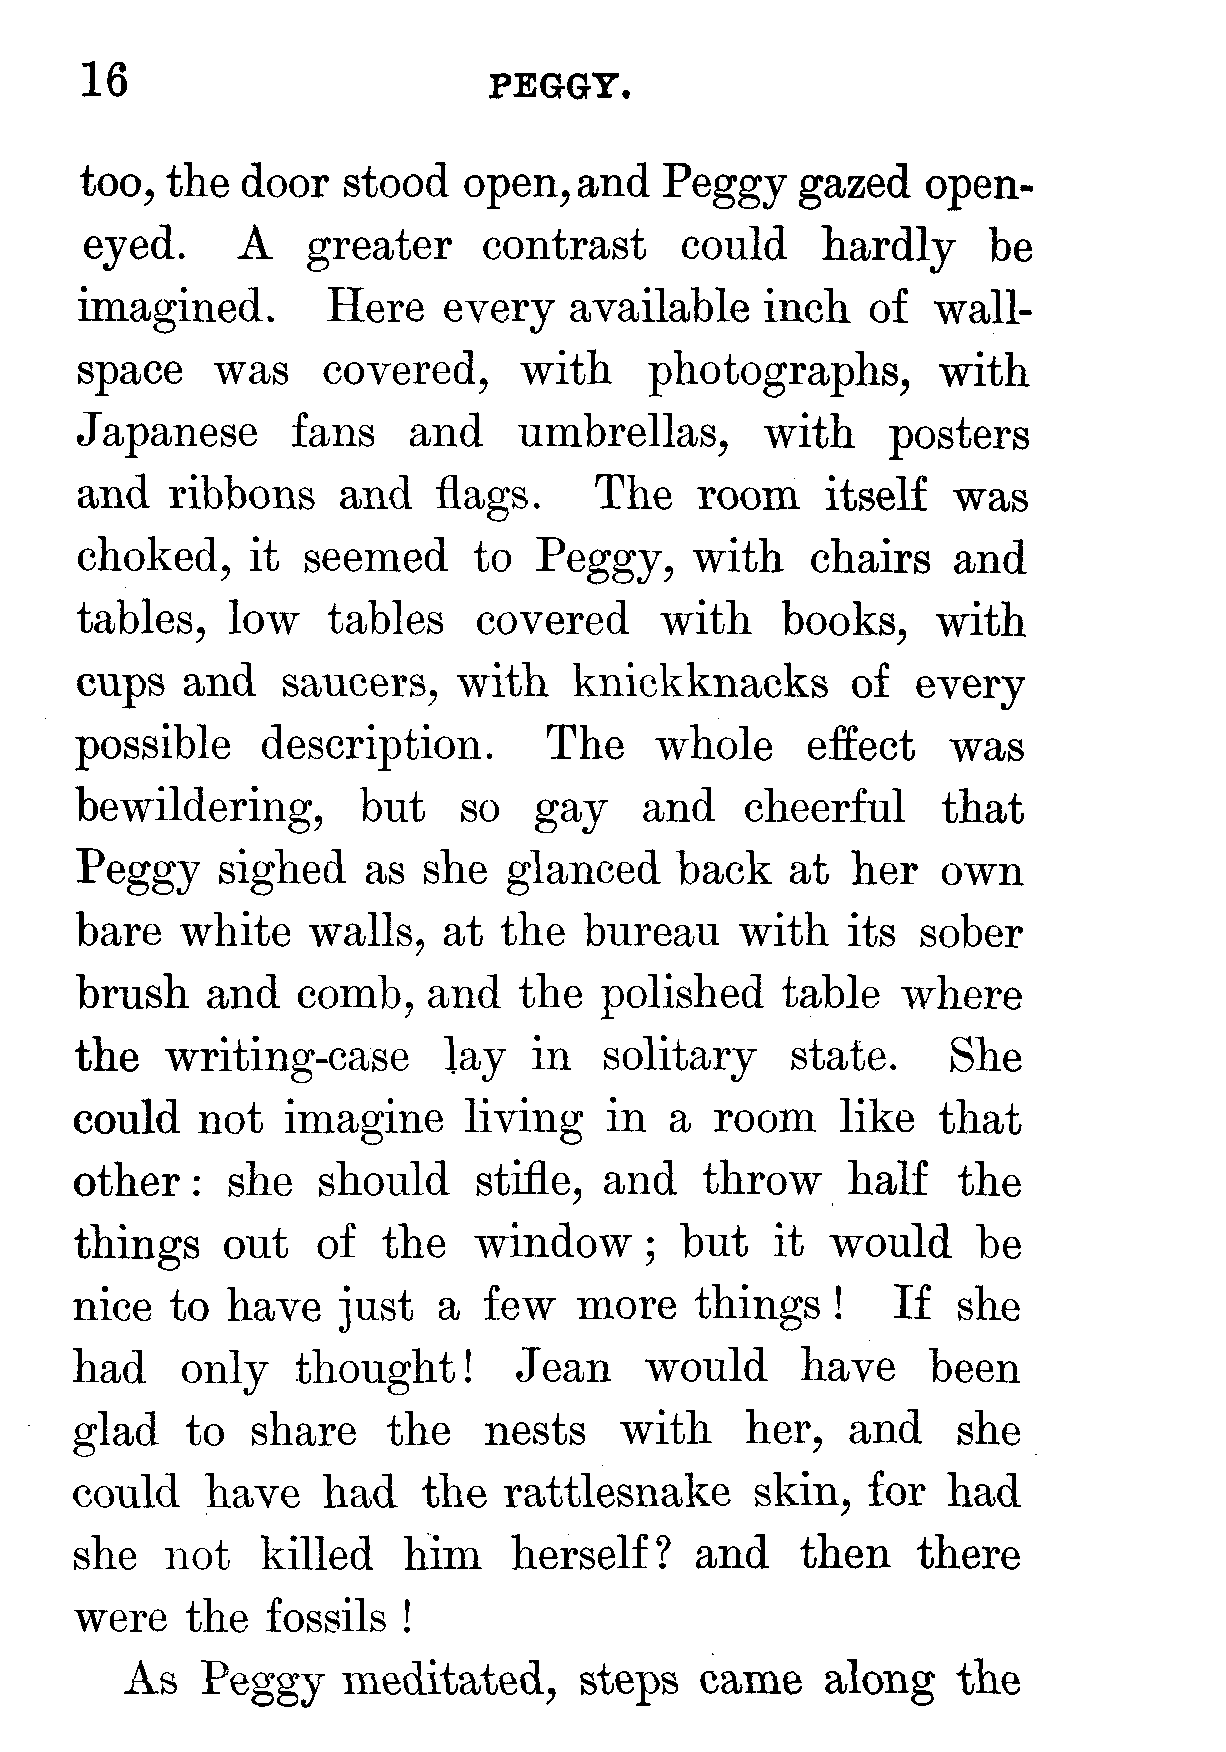 16 PEGGY.
too, the door stood open, and Peggy gazed open-
eyed. A greater contrast could hardly be
imagined. Here every available inch of wall-
space was covered, with photographs, with
Japanese fans and umbrellas, with posters
and ribbons and flags. The room itself was
choked, it seemed to Peggy, with chairs and
tables, low tables covered with books, with
cups and saucers, with knickknacks of every
possible description. The whole effect was
bewildering, but so gay and cheerful that
Peggy sighed as she glanced back at her own
bare white walls, at the bureau with its sober
brush and comb, and the polished table where
the writing-case lay in solitary state. She
could not imagine living in a room like that
other: she should stifle, and throw half the
things out of the window; but it would be
nice to have just a few more things! If she
had only thought! Jean would have been
glad to share the nests with her, and she
could have had the rattlesnake skin, for had
she not killed him herself? and then there
were the fossils!
As Peggy meditated, steps came along the